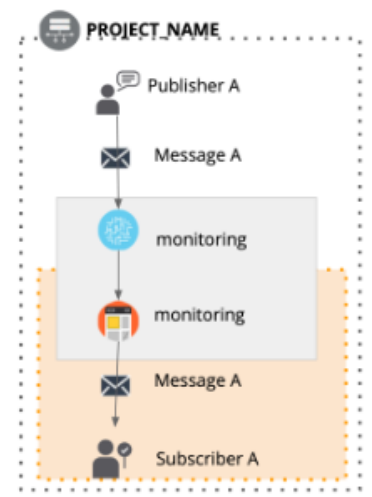 PROJECT_NAME
Publisher A
Message A
monitoring
monitoring
Message A
Subscriber A